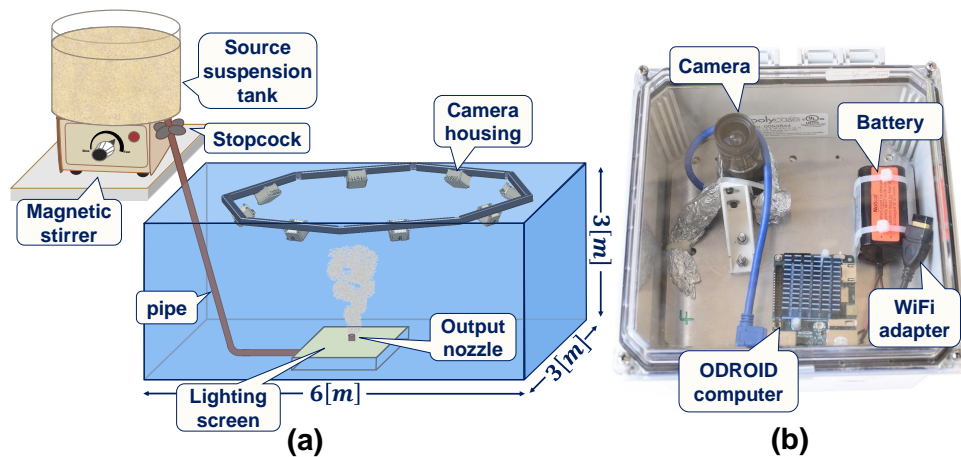 Source
suspension
tank
Camera
housing
Stopcock
Magnetic
stirrer
pipe
Output
nozzle
Lighting
screen
6[m]
3[m]
3[m]
(a)
Camera
polycase
Battery
WiFi
adapter
ODROID
computer
(b)